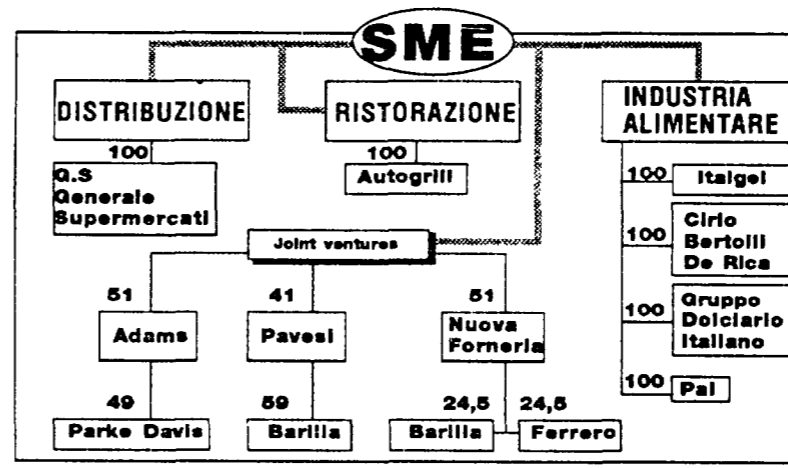 SME
DISTRIBUZIONE
RISTORAZIONE
INDUSTRIA
ALIMENTARE
100
G.S
Generale
Supermercati
100
Autogrill
100
Italgel
100
Cirio
Bertolli
De Rica
100
Gruppo
Dolciario
Italiano
100
Pai
Joint ventures
51
Adams
49
Parke Davis
41
Pavesi
59
Barilla
51
Nuova
Forneria
24,5
24,5
Barilla
Ferrero